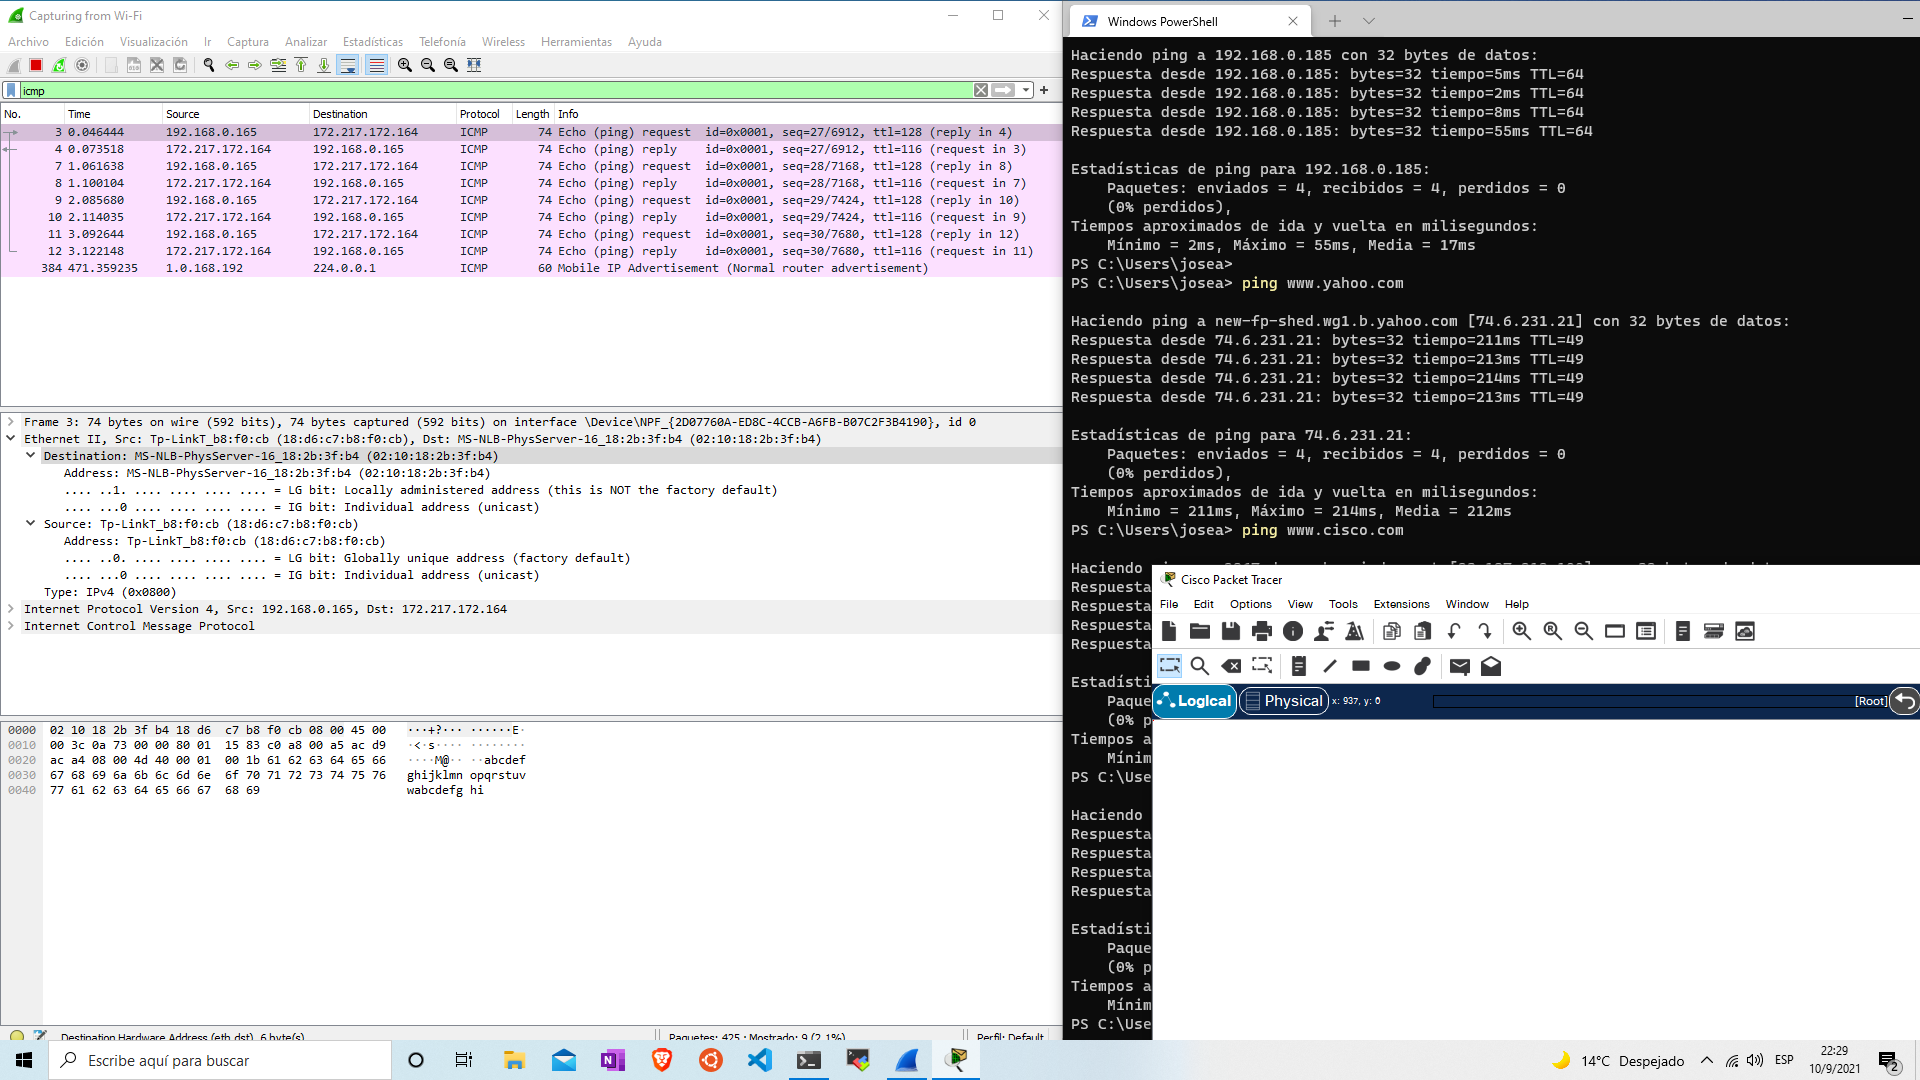 Capturing from Wi-Fi
Archivo Edición Visualización Ir Captura Analizar Estadísticas Telefonía Wireless Herramientas Ayuda
icmp
No. Time Source Destination Protocol Length Info
3 0.046444 192.168.0.165 172.217.172.164 ICMP 74 Echo (ping) request id=0x0001, seq=27/6912, ttl=128 (reply in 4)
4 0.073518 172.217.172.164 192.168.0.165 ICMP 74 Echo (ping) reply id=0x0001, seq=27/6912, ttl=116 (request in 3)
7 1.061638 192.168.0.165 172.217.172.164 ICMP 74 Echo (ping) request id=0x0001, seq=28/7168, ttl=128 (reply in 8)
8 1.100104 172.217.172.164 192.168.0.165 ICMP 74 Echo (ping) reply id=0x0001, seq=28/7168, ttl=116 (request in 7)
9 2.085680 192.168.0.165 172.217.172.164 ICMP 74 Echo (ping) request id=0x0001, seq=29/7424, ttl=128 (reply in 10)
10 2.114035 172.217.172.164 192.168.0.165 ICMP 74 Echo (ping) reply id=0x0001, seq=29/7424, ttl=116 (request in 9)
11 3.092644 192.168.0.165 172.217.172.164 ICMP 74 Echo (ping) request id=0x0001, seq=30/7680, ttl=128 (reply in 12)
12 3.122148 172.217.172.164 192.168.0.165 ICMP 74 Echo (ping) reply id=0x0001, seq=30/7680, ttl=116 (request in 11)
384 471.359235 1.0.168.192 224.0.0.1 ICMP 60 Mobile IP Advertisement (Normal router advertisement)
Frame 3: 74 bytes on wire (592 bits), 74 bytes captured (592 bits) on interface \Device\NPF_{2D07760A-ED8C-4CCB-A6FB-B07C2F3B4190}, id 0
Ethernet II, Src: Tp-LinkT_b8:f0:cb (18:d6:c7:b8:f0:cb), Dst: MS-NLB-PhysServer-16_18:2b:3f:b4 (02:10:18:2b:3f:b4)
Destination: MS-NLB-PhysServer-16_18:2b:3f:b4 (02:10:18:2b:3f:b4)
Address: MS-NLB-PhysServer-16_18:2b:3f:b4 (02:10:18:2b:3f:b4)
.... ..1. .... .... .... .... = LG bit: Locally administered address (this is NOT the factory default)
.... ...0 .... .... .... .... = IG bit: Individual address (unicast)
Source: Tp-LinkT_b8:f0:cb (18:d6:c7:b8:f0:cb)
Address: Tp-LinkT_b8:f0:cb (18:d6:c7:b8:f0:cb)
.... ..0. .... .... .... .... = LG bit: Globally unique address (factory default)
.... ...0 .... .... .... .... = IG bit: Individual address (unicast)
Type: IPv4 (0x0800)
Internet Protocol Version 4, Src: 192.168.0.165, Dst: 172.217.172.164
Internet Control Message Protocol
0000 02 10 18 2b 3f b4 18 d6 c7 b8 f0 cb 08 00 45 00 ···+?··· ······E·
0010 00 3c 0a 73 00 00 80 01 15 83 c0 a8 00 a5 ac d9 ·<·s···· ········
0020 ac a4 08 00 4d 40 00 01 00 1b 61 62 63 64 65 66 ····M@·· ··abcdef
0030 67 68 69 6a 6b 6c 6d 6e 6f 70 71 72 73 74 75 76 ghijklmn opqrstuv
0040 77 61 62 63 64 65 66 67 68 69 wabcdefg hi
Destination Hardware Address (eth.dst), 6 byte(s)
Paquetes: 425 · Mostrado: 9 (2.1%)
Perfil: Default
Windows PowerShell
Haciendo ping a 192.168.0.185 con 32 bytes de datos:
Respuesta desde 192.168.0.185: bytes=32 tiempo=5ms TTL=64
Respuesta desde 192.168.0.185: bytes=32 tiempo=2ms TTL=64
Respuesta desde 192.168.0.185: bytes=32 tiempo=8ms TTL=64
Respuesta desde 192.168.0.185: bytes=32 tiempo=55ms TTL=64
Estadísticas de ping para 192.168.0.185:
Paquetes: enviados = 4, recibidos = 4, perdidos = 0
(0% perdidos),
Tiempos aproximados de ida y vuelta en milisegundos:
Mínimo = 2ms, Máximo = 55ms, Media = 17ms
PS C:\Users\josea>
PS C:\Users\josea> ping www.yahoo.com
Haciendo ping a new-fp-shed.wg1.b.yahoo.com [74.6.231.21] con 32 bytes de datos:
Respuesta desde 74.6.231.21: bytes=32 tiempo=211ms TTL=49
Respuesta desde 74.6.231.21: bytes=32 tiempo=213ms TTL=49
Respuesta desde 74.6.231.21: bytes=32 tiempo=214ms TTL=49
Respuesta desde 74.6.231.21: bytes=32 tiempo=213ms TTL=49
Estadísticas de ping para 74.6.231.21:
Paquetes: enviados = 4, recibidos = 4, perdidos = 0
(0% perdidos),
Tiempos aproximados de ida y vuelta en milisegundos:
Mínimo = 211ms, Máximo = 214ms, Media = 212ms
PS C:\Users\josea> ping www.cisco.com
Haciendo
Respuesta
Respuesta
Respuesta
Respuesta
Estadísti
Paque
(0% p
Tiempos a
Mínim
PS C:\Use
Haciendo
Respuesta
Respuesta
Respuesta
Respuesta
Estadísti
Paque
(0% p
Tiempos a
Mínim
PS C:\Use
Cisco Packet Tracer
File Edit Options View Tools Extensions Window Help
Logical Physical x: 937, y: 0 [Root]
Escribe aquí para buscar
14°C Despejado
ESP
22:29
10/9/2021
2